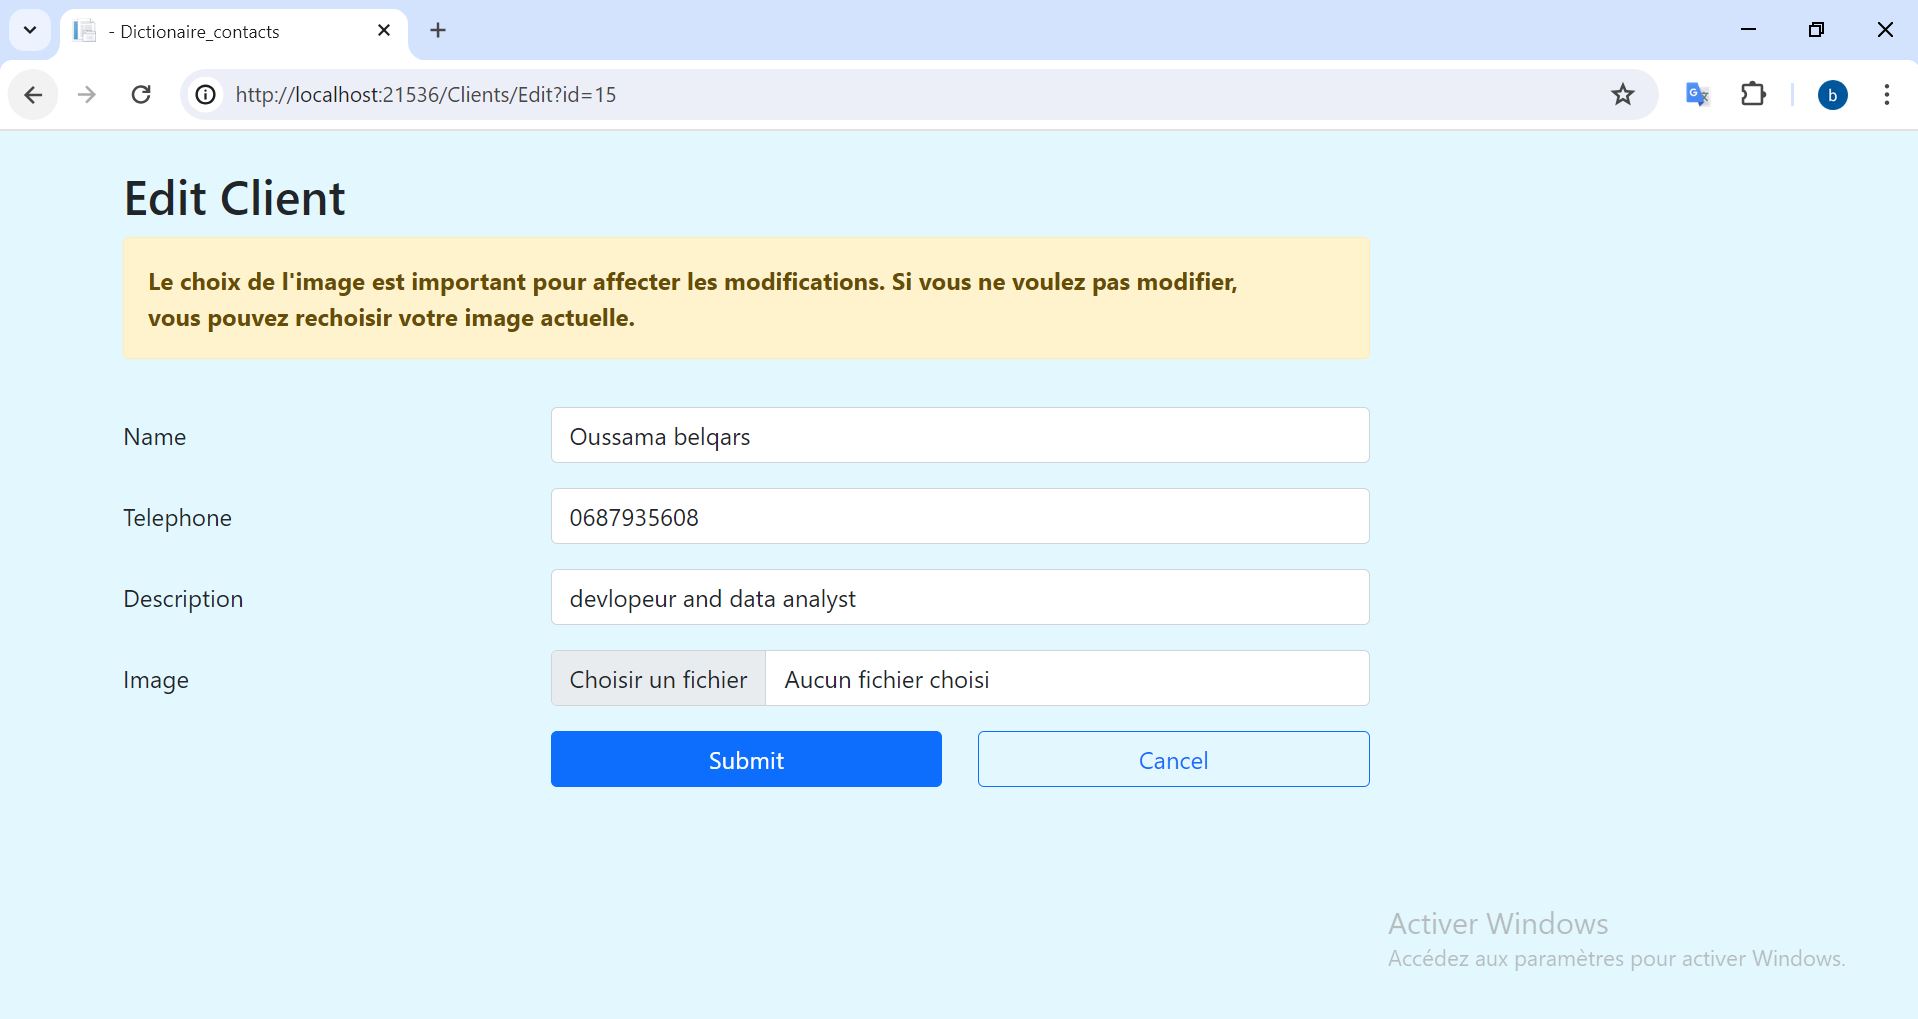 - Dictionaire_contacts
http://localhost:21536/Clients/Edit?id=15
b
Edit Client
Le choix de l'image est important pour affecter les modifications. Si vous ne voulez pas modifier,
vous pouvez rechoisir votre image actuelle.
Name
Oussama belqars
Telephone
0687935608
Description
devlopeur and data analyst
Image
Choisir un fichier
Aucun fichier choisi
Submit
Cancel
Activer Windows
Accédez aux paramètres pour activer Windows.